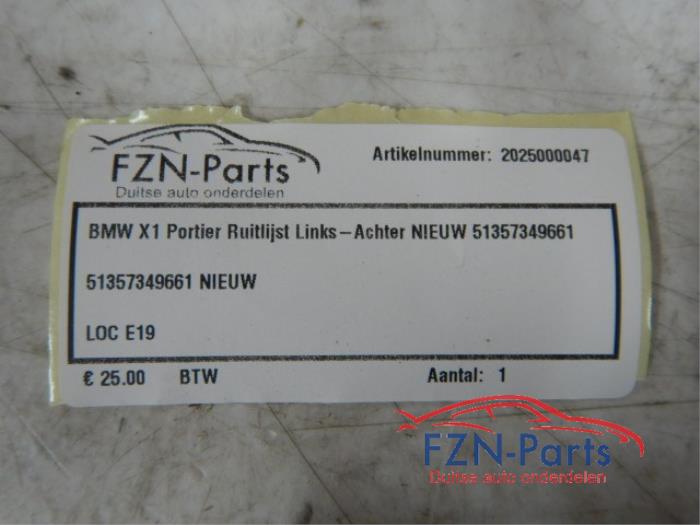 FZN-Parts
Duitse auto onderdelen
Artikelnummer: 2025000047
BMW X1 Portier Ruitlijst Links-Achter NIEUW 51357349661
51357349661 NIEUW
LOC E19
€ 25.00 BTW Aantal: 1
FZN-Parts
Duitse auto onderdelen